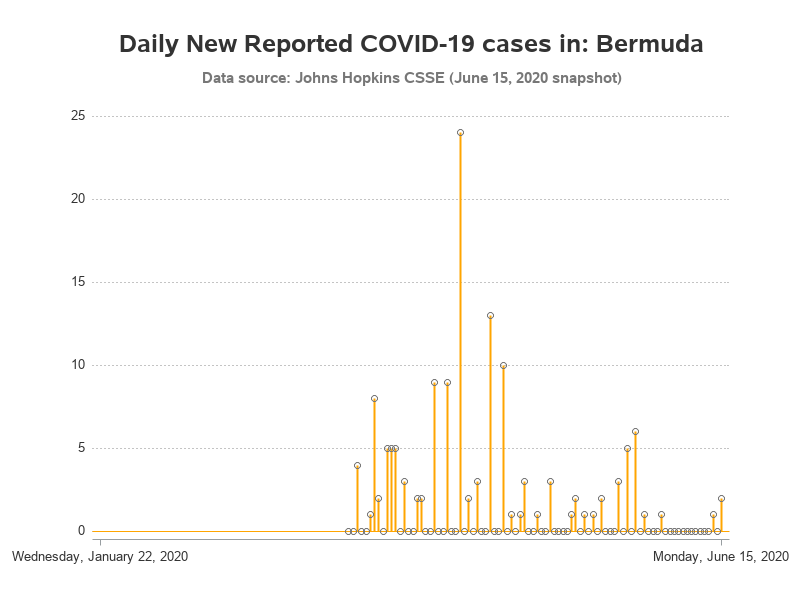 Daily New Reported COVID-19 cases in: Bermuda
Data source: Johns Hopkins CSSE (June 15, 2020 snapshot)
25
20
15
10
5
0
Wednesday, January 22, 2020
Monday, June 15, 2020